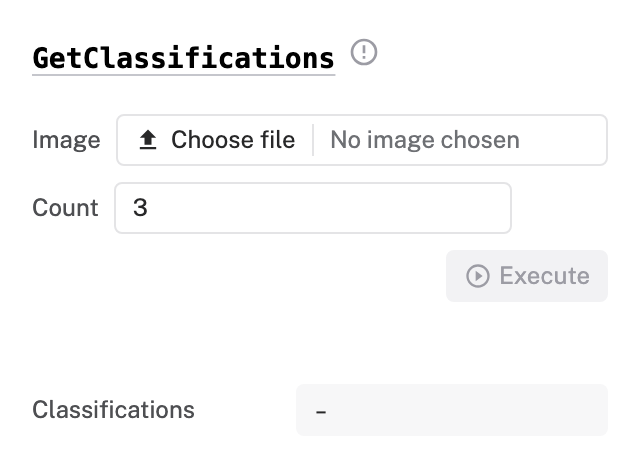 GetClassifications
Image Choose file No image chosen
Count 3
Execute
Classifications -